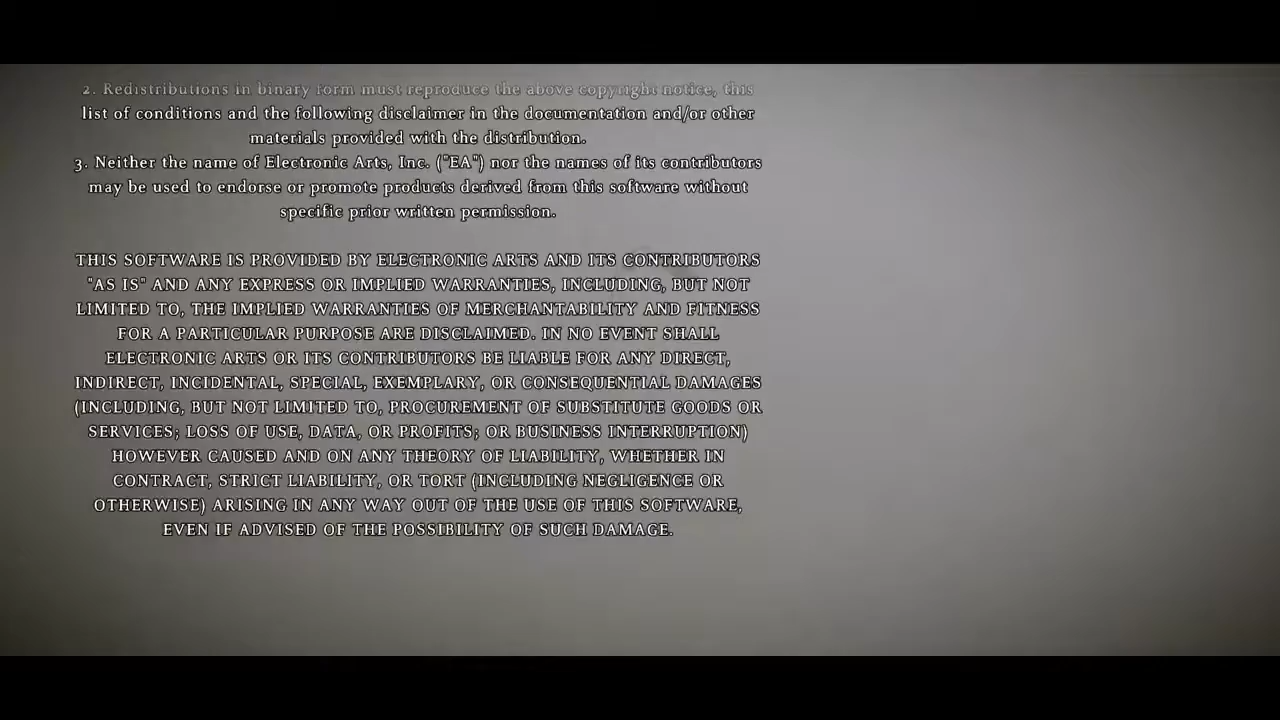 2. Redistributions in binary form must reproduce the above copyright notice, this
list of conditions and the following disclaimer in the documentation and/or other
materials provided with the distribution.
3. Neither the name of Electronic Arts, Inc. ("EA") nor the names of its contributors
may be used to endorse or promote products derived from this software without
specific prior written permission.
THIS SOFTWARE IS PROVIDED BY ELECTRONIC ARTS AND ITS CONTRIBUTORS
"AS IS" AND ANY EXPRESS OR IMPLIED WARRANTIES, INCLUDING, BUT NOT
LIMITED TO, THE IMPLIED WARRANTIES OF MERCHANTABILITY AND FITNESS
FOR A PARTICULAR PURPOSE ARE DISCLAIMED. IN NO EVENT SHALL
ELECTRONIC ARTS OR ITS CONTRIBUTORS BE LIABLE FOR ANY DIRECT,
INDIRECT, INCIDENTAL, SPECIAL, EXEMPLARY, OR CONSEQUENTIAL DAMAGES
(INCLUDING, BUT NOT LIMITED TO, PROCUREMENT OF SUBSTITUTE GOODS OR
SERVICES; LOSS OF USE, DATA, OR PROFITS; OR BUSINESS INTERRUPTION)
HOWEVER CAUSED AND ON ANY THEORY OF LIABILITY, WHETHER IN
CONTRACT, STRICT LIABILITY, OR TORT (INCLUDING NEGLIGENCE OR
OTHERWISE) ARISING IN ANY WAY OUT OF THE USE OF THIS SOFTWARE,
EVEN IF ADVISED OF THE POSSIBILITY OF SUCH DAMAGE.